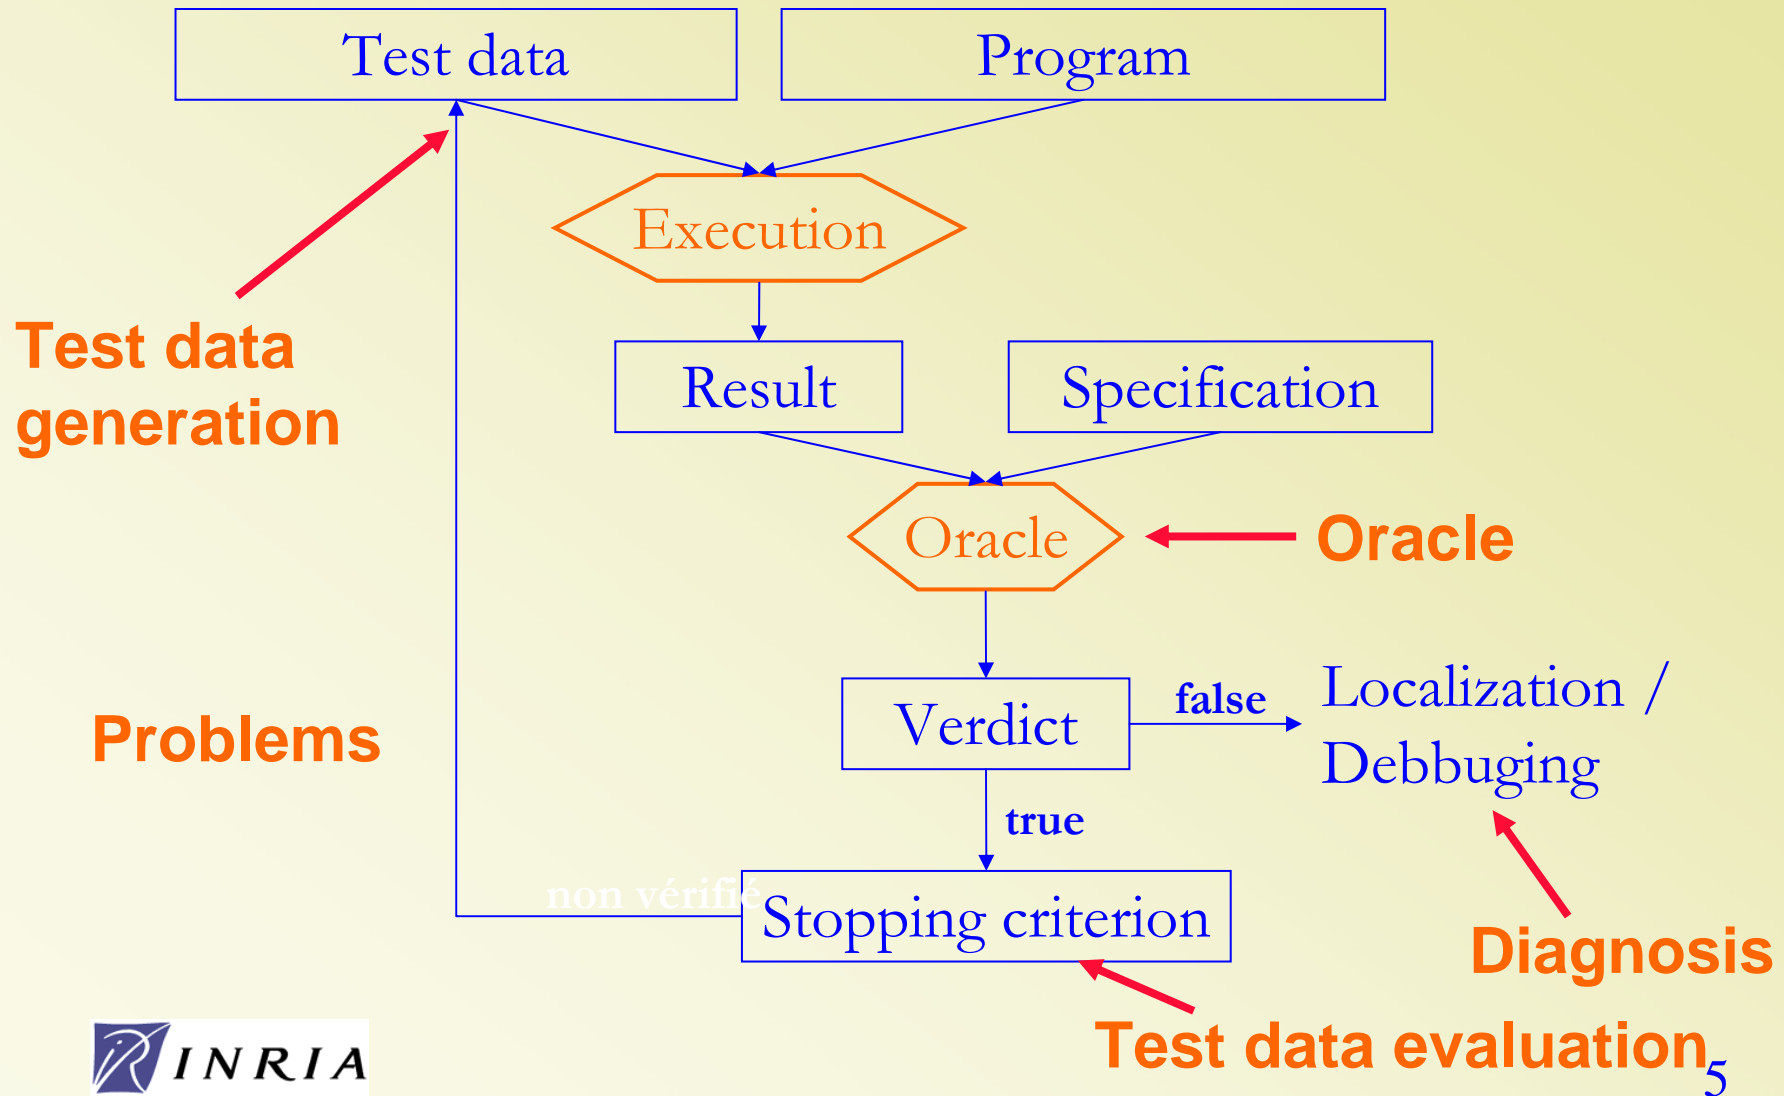 Test data
Program
Execution
Test data
generation
Result
Specification
Oracle
Oracle
Problems
Verdict
false
Localization /
Debbuging
true
non vérifié
Stopping criterion
Diagnosis
Test data evaluation
INRIA
5